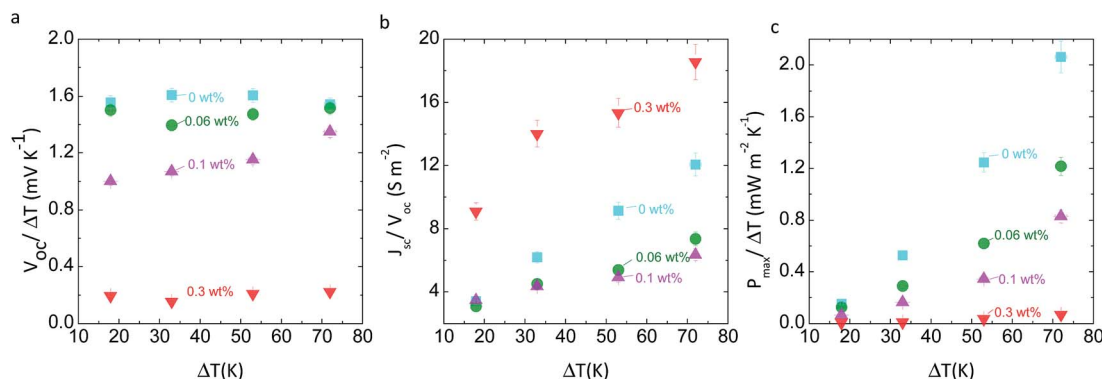 a
V_OC/ ΔT (mV K⁻¹)
2.0
1.6
1.2
0.8
0.4
0.0
0 wt%
0.06 wt%
0.1 wt%
0.3 wt%
10 20 30 40 50 60 70 80
ΔT(K)
b
J_sc/ V_oc (S m⁻²)
20
16
12
8
4
0.3 wt%
0 wt%
0.06 wt%
0.1 wt%
10 20 30 40 50 60 70 80
ΔT(K)
c
P_max/ ΔT (mW m⁻² K⁻¹)
2.0
1.6
1.2
0.8
0.4
0.0
0 wt%
0.06 wt%
0.1 wt%
0.3 wt%
10 20 30 40 50 60 70 80
ΔT(K)